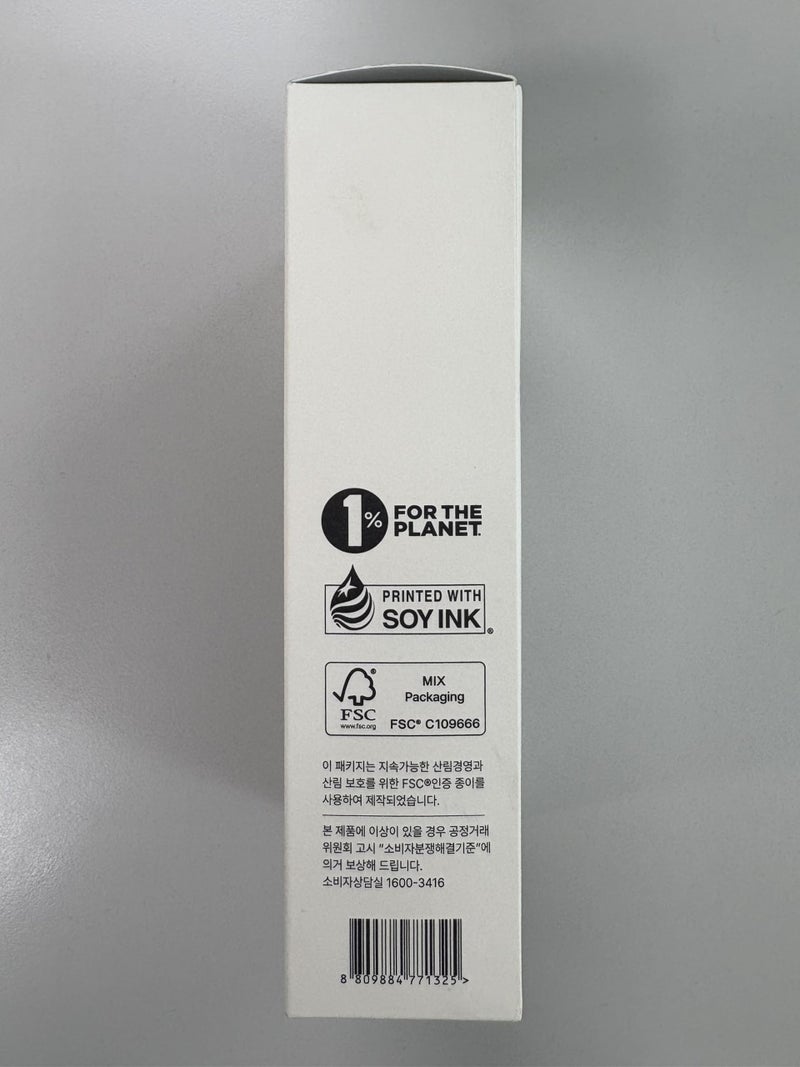 1% FOR THE
PLANET.
PRINTED WITH
SOY INK®
FSC®
www.fsc.org
MIX
Packaging
FSC® C109666
이 패키지는 지속가능한 산림경영과
산림 보호를 위한 FSC®인증 종이를
사용하여 제작되었습니다.
본 제품에 이상이 있을 경우 공정거래
위원회 고시 “소비자분쟁해결기준”에
의거 보상해 드립니다.
소비자상담실 1600-3416
8 809884 771325 >